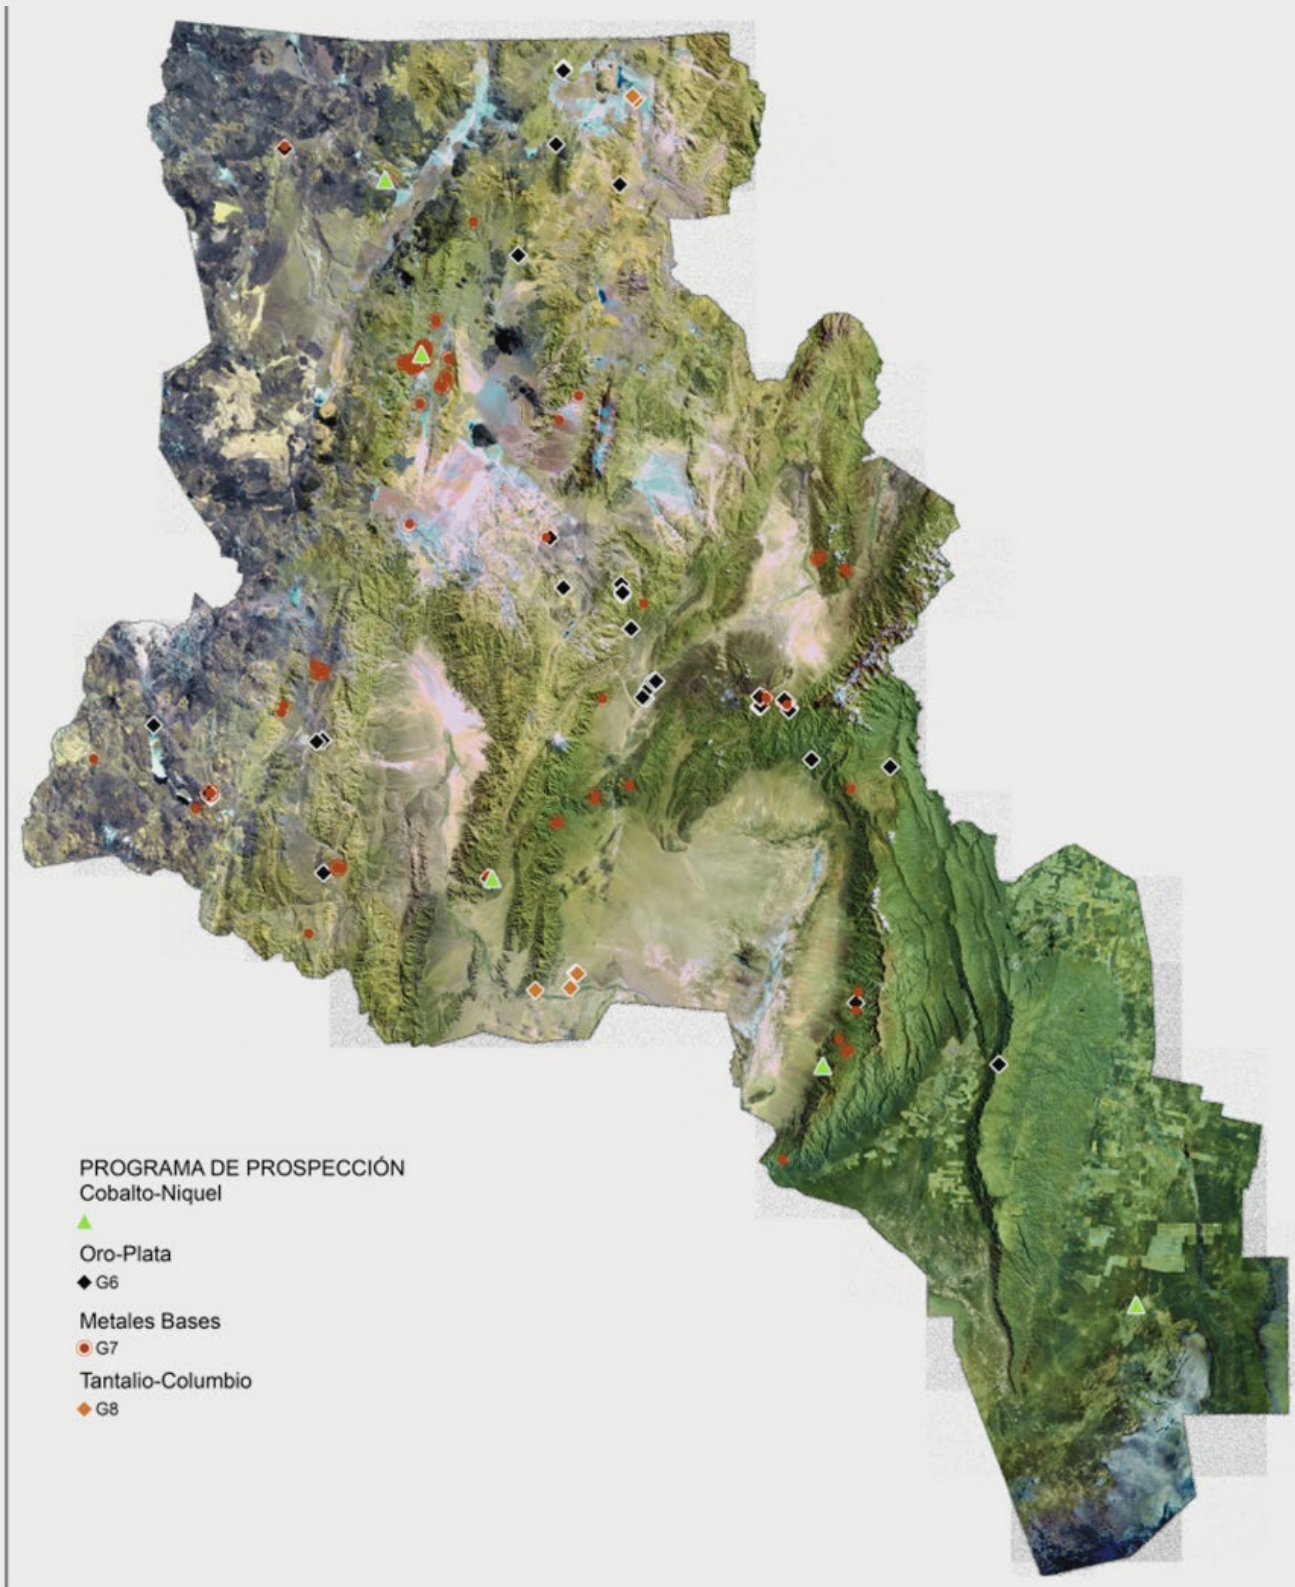 PROGRAMA DE PROSPECCIÓN
Cobalto-Niquel
Oro-Plata
G6
Metales Bases
G7
Tantalio-Columbio
G8